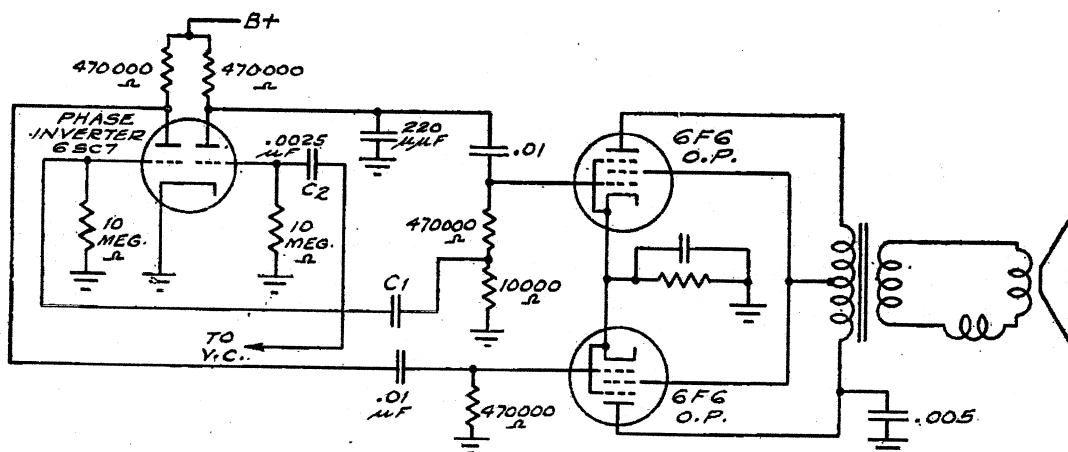 B+
470000
Ω
470000
Ω
PHASE
INVERTER
6SC7
.0025
μF
C2
220
μμF
.01
6F6
O.P.
10
MEG.
Ω
10
MEG.
Ω
470000
Ω
C1
10000
Ω
TO
V.C.
.01
μF
470000
Ω
6F6
O.P.
.005